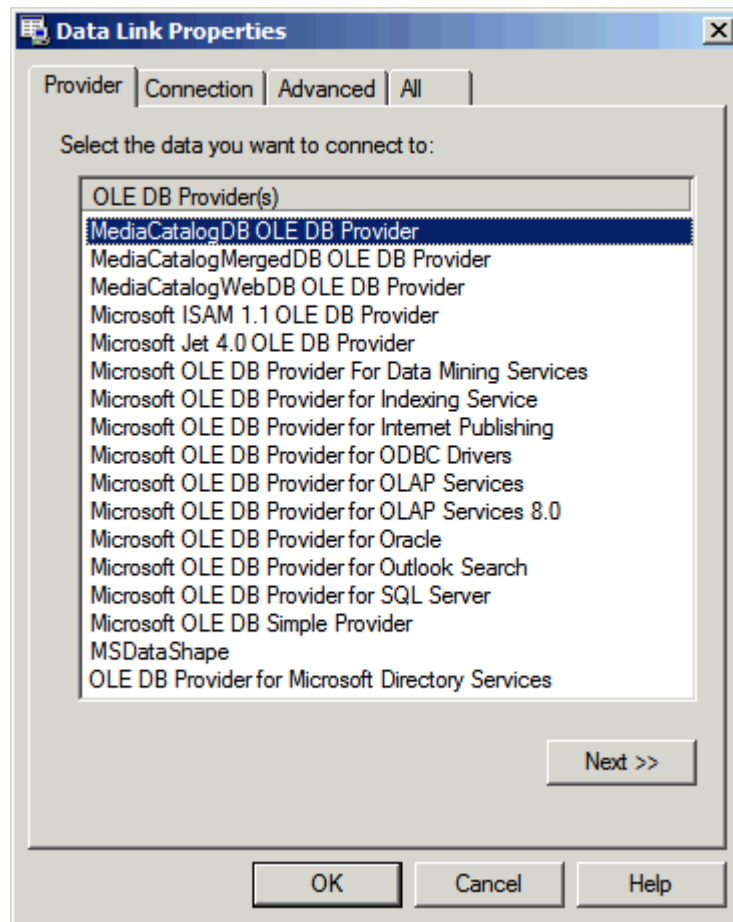 Data Link Properties
Provider Connection Advanced All
Select the data you want to connect to:
OLE DB Provider(s)
MediaCatalogDB OLE DB Provider
MediaCatalogMergedDB OLE DB Provider
MediaCatalogWebDB OLE DB Provider
Microsoft ISAM 1.1 OLE DB Provider
Microsoft Jet 4.0 OLE DB Provider
Microsoft OLE DB Provider For Data Mining Services
Microsoft OLE DB Provider for Indexing Service
Microsoft OLE DB Provider for Internet Publishing
Microsoft OLE DB Provider for ODBC Drivers
Microsoft OLE DB Provider for OLAP Services
Microsoft OLE DB Provider for OLAP Services 8.0
Microsoft OLE DB Provider for Oracle
Microsoft OLE DB Provider for Outlook Search
Microsoft OLE DB Provider for SQL Server
Microsoft OLE DB Simple Provider
MSDataShape
OLE DB Provider for Microsoft Directory Services
Next >>
OK Cancel Help